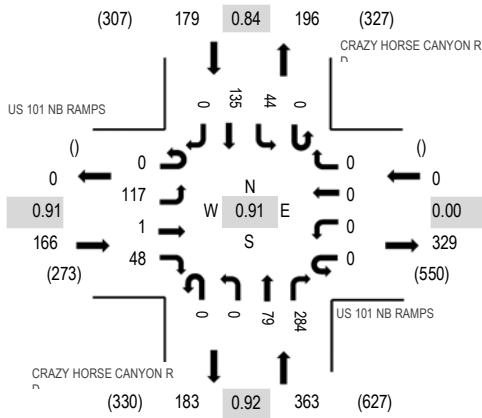 (307) 179 0.84 196 (327)
CRAZY HORSE CANYON R
D
US 101 NB RAMPS
0 135 44 0
() 0 0 ()
0 117 N 0 0
0.91 W 0.91 E 0.00
166 1 S 0 329
(273) 48 0 (550)
0 0 79 284
US 101 NB RAMPS
CRAZY HORSE CANYON R
D
(330) 183 0.92 363 (627)